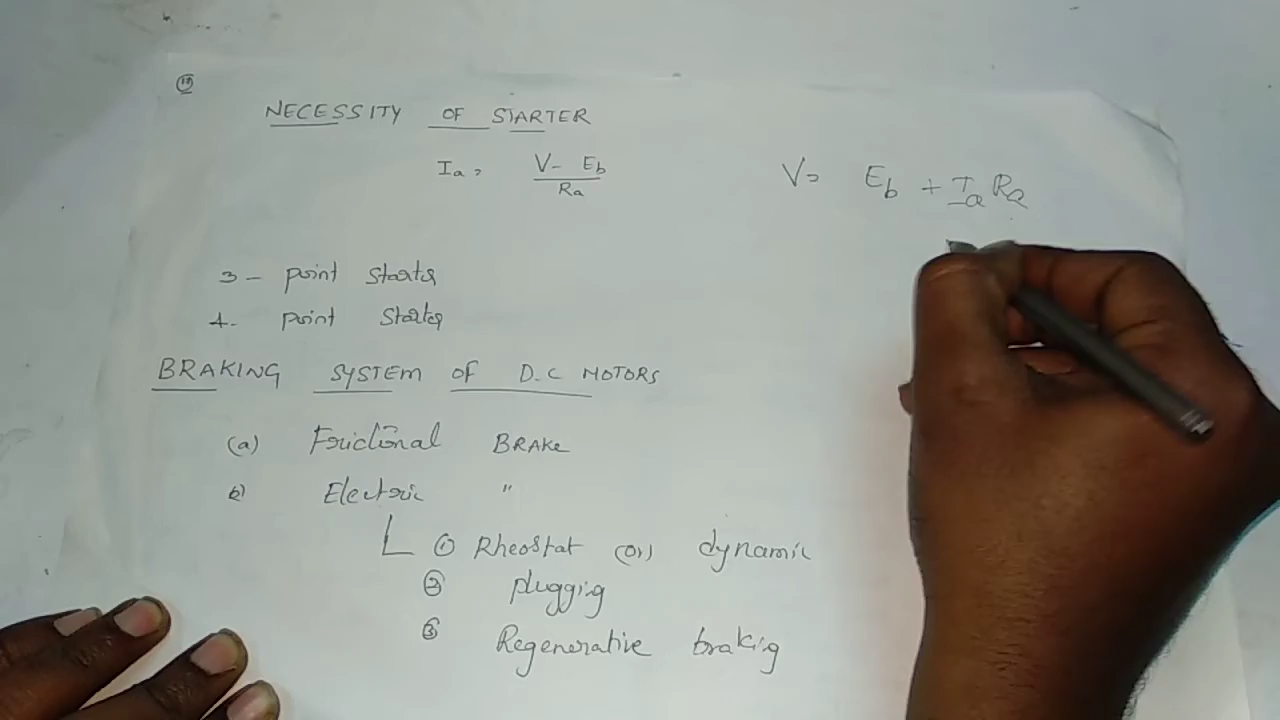 NECESSITY OF STARTER
Ia = V - Eb / Ra
V = Eb + Ia Ra
3 - point starter
4 - point starter
BRAKING SYSTEM OF D.C MOTORS
(a) Frictional BRAKE
b) Electric "
① Rheostat (or) dynamic
② plugging
③ Regenerative braking